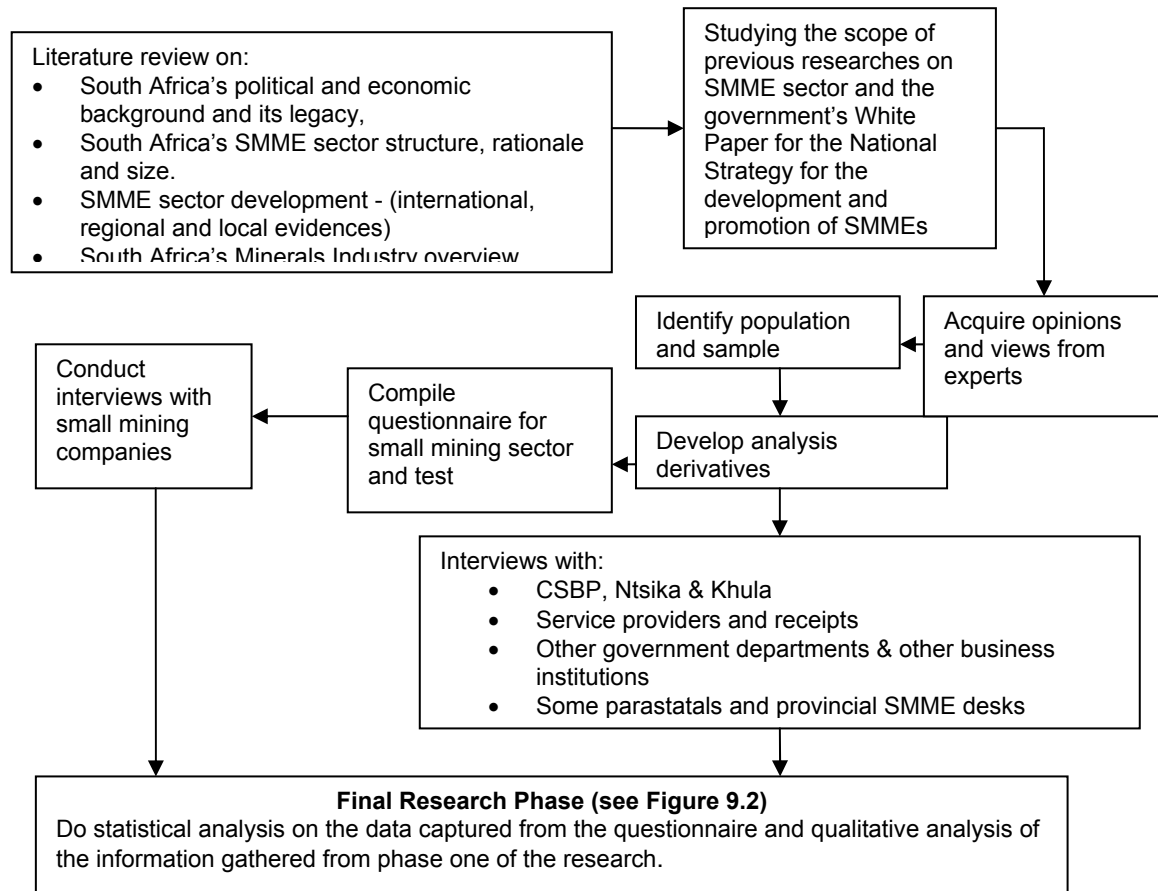 Literature review on:
• South Africa's political and economic
background and its legacy,
• South Africa's SMME sector structure, rationale
and size.
• SMME sector development - (international,
regional and local evidences)
• South Africa's Minerals Industry overview
Studying the scope of
previous researches on
SMME sector and the
government's White
Paper for the National
Strategy for the
development and
promotion of SMMEs
Acquire opinions
and views from
experts
Identify population
and sample
Develop analysis
derivatives
Compile
questionnaire for
small mining sector
and test
Conduct
interviews with
small mining
companies
Interviews with:
• CSBP, Ntsika & Khula
• Service providers and receipts
• Other government departments & other business
institutions
• Some parastatals and provincial SMME desks
Final Research Phase (see Figure 9.2)
Do statistical analysis on the data captured from the questionnaire and qualitative analysis of
the information gathered from phase one of the research.